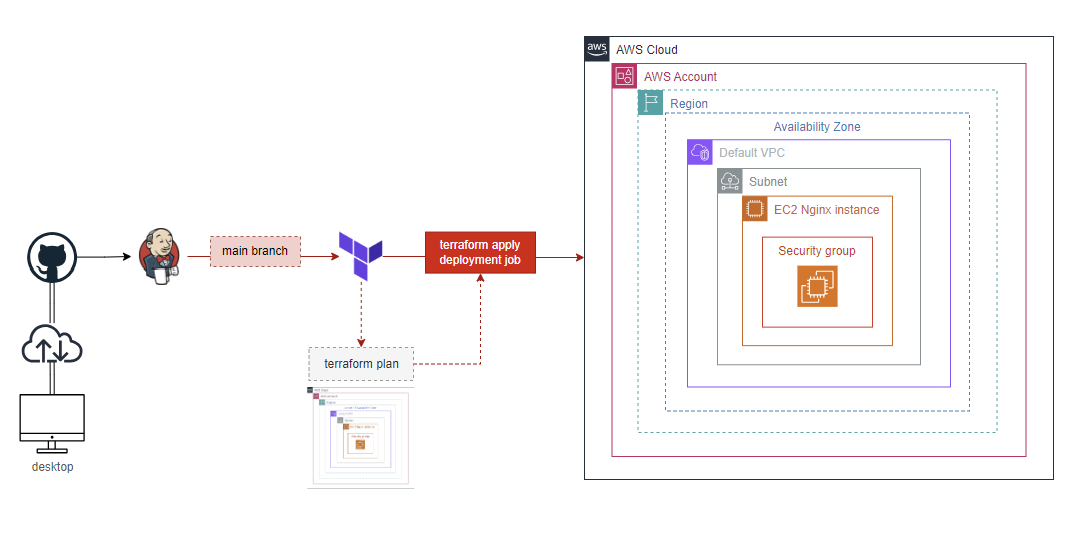 aws
AWS Cloud
AWS Account
Region
Availability Zone
Default VPC
Subnet
EC2 Nginx instance
Security group
main branch
terraform apply
deployment job
terraform plan
desktop